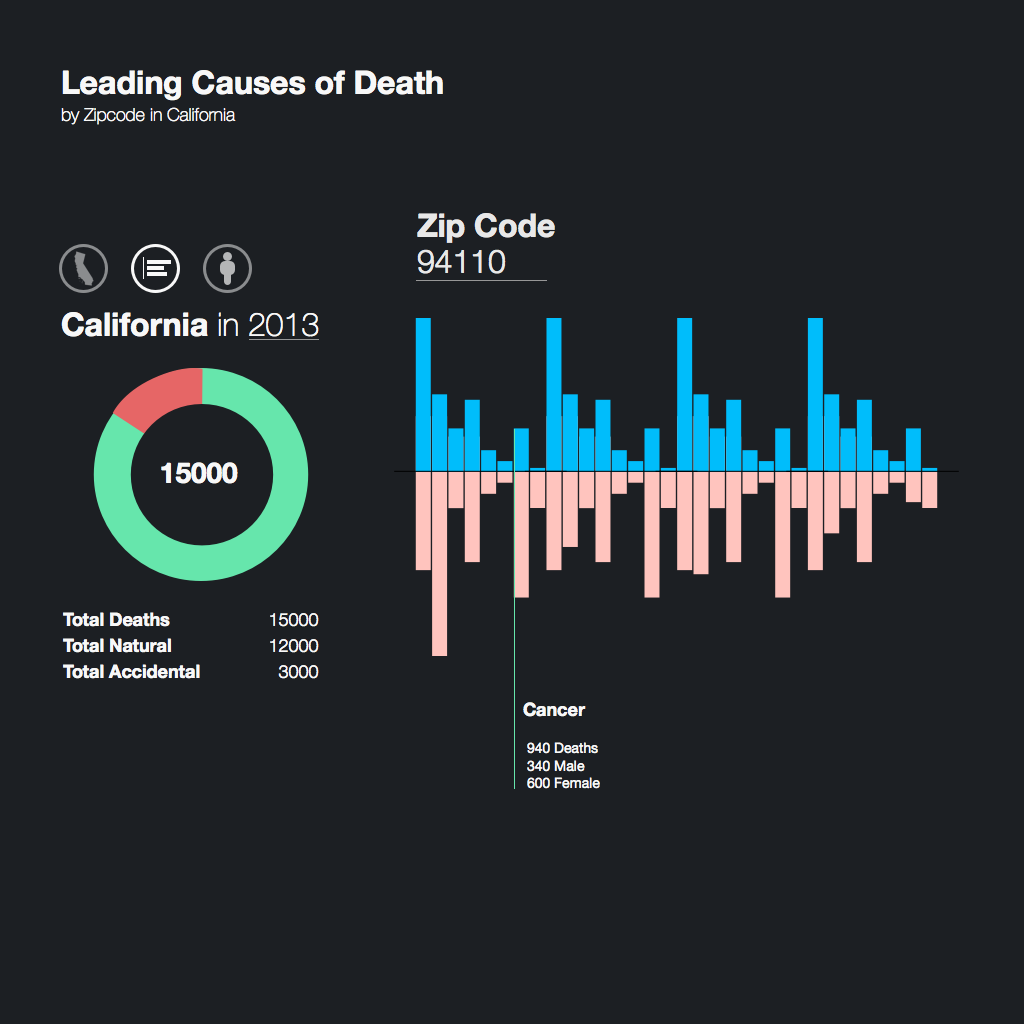 Leading Causes of Death
by Zipcode in California
Zip Code
94110
California in 2013
15000
Total Deaths 15000
Total Natural 12000
Total Accidental 3000
Cancer
940 Deaths
340 Male
600 Female